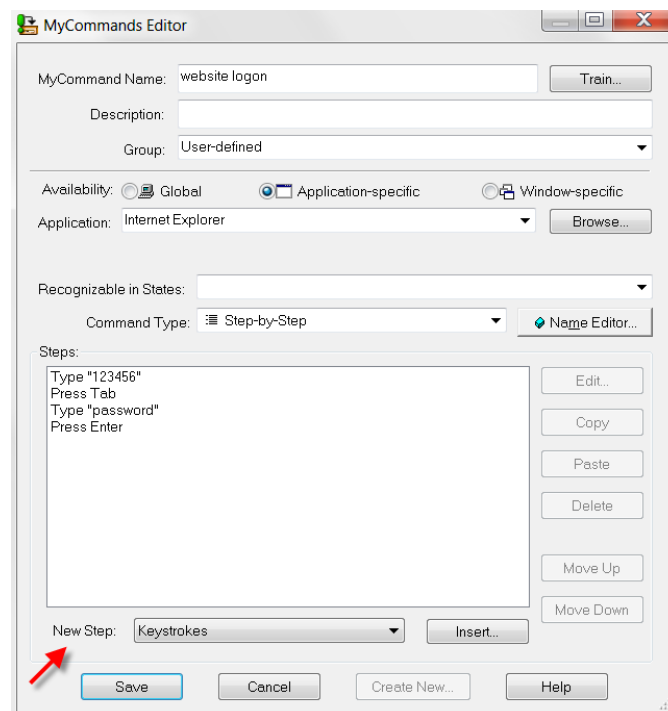 MyCommands Editor
MyCommand Name: website logon Train...
Description:
Group: User-defined
Availability: Global Application-specific Window-specific
Application: Internet Explorer Browse...
Recognizable in States:
Command Type: Step-by-Step Name Editor...
Steps:
Type "123456"
Press Tab
Type "password"
Press Enter
Edit...
Copy
Paste
Delete
Move Up
Move Down
New Step: Keystrokes Insert...
Save Cancel Create New... Help